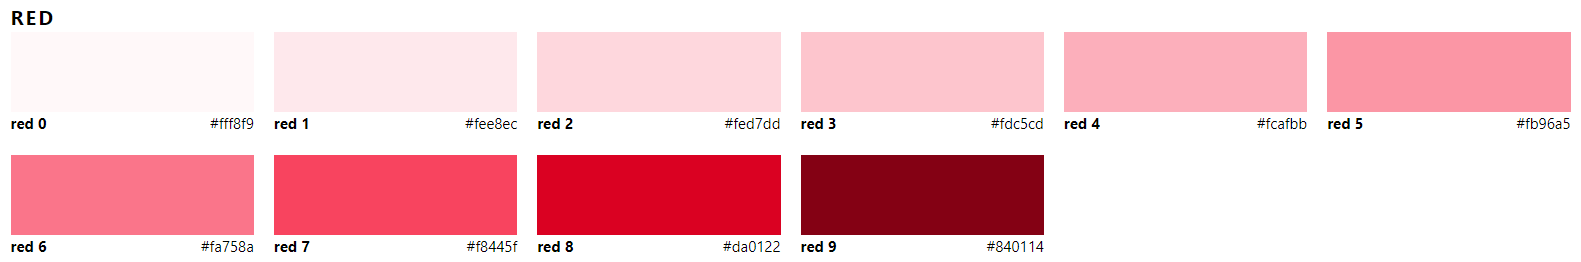 RED
red 0 #fff8f9 red 1 #fee8ec red 2 #fed7dd red 3 #fdc5cd red 4 #fcafbb red 5 #fb96a5
red 6 #fa758a red 7 #f8445f red 8 #da0122 red 9 #840114